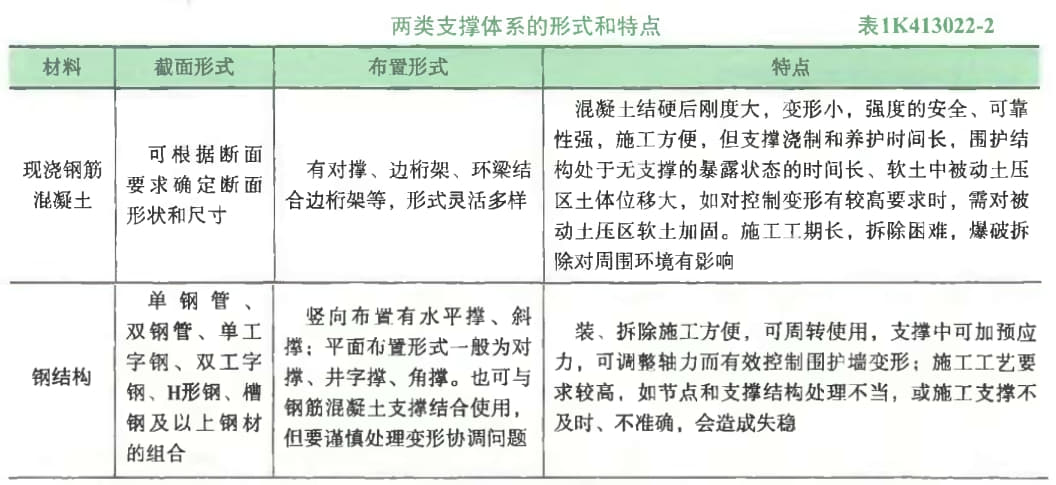 两类支撑体系的形式和特点
表1K413022-2
材料
截面形式
布置形式
特点
现浇钢筋
混凝土
可根据断面
要求确定断面
形状和尺寸
有对撑、边桁架、环梁结
合边桁架等，形式灵活多样
混凝土结硬后刚度大，变形小，强度的安全、可靠
性强，施工方便，但支撑浇制和养护时间长，围护结
构处于无支撑的暴露状态的时间长、软土中被动土压
区土体位移大，如对控制变形有较高要求时，需对被
动土压区软土加固。施工工期长，拆除困难，爆破拆
除对周围环境有影响
钢结构
单钢管、
双钢管、单工
字钢、双工字
钢、H形钢、槽
钢及以上钢材
的组合
竖向布置有水平撑、斜
撑；平面布置形式一般为对
撑、井字撑、角撑。也可与
钢筋混凝土支撑结合使用，
但要谨慎处理变形协调问题
装、拆除施工方便，可周转使用，支撑中可加预应
力，可调整轴力而有效控制围护墙变形；施工工艺要
求较高，如节点和支撑结构处理不当，或施工支撑不
及时、不准确，会造成失稳